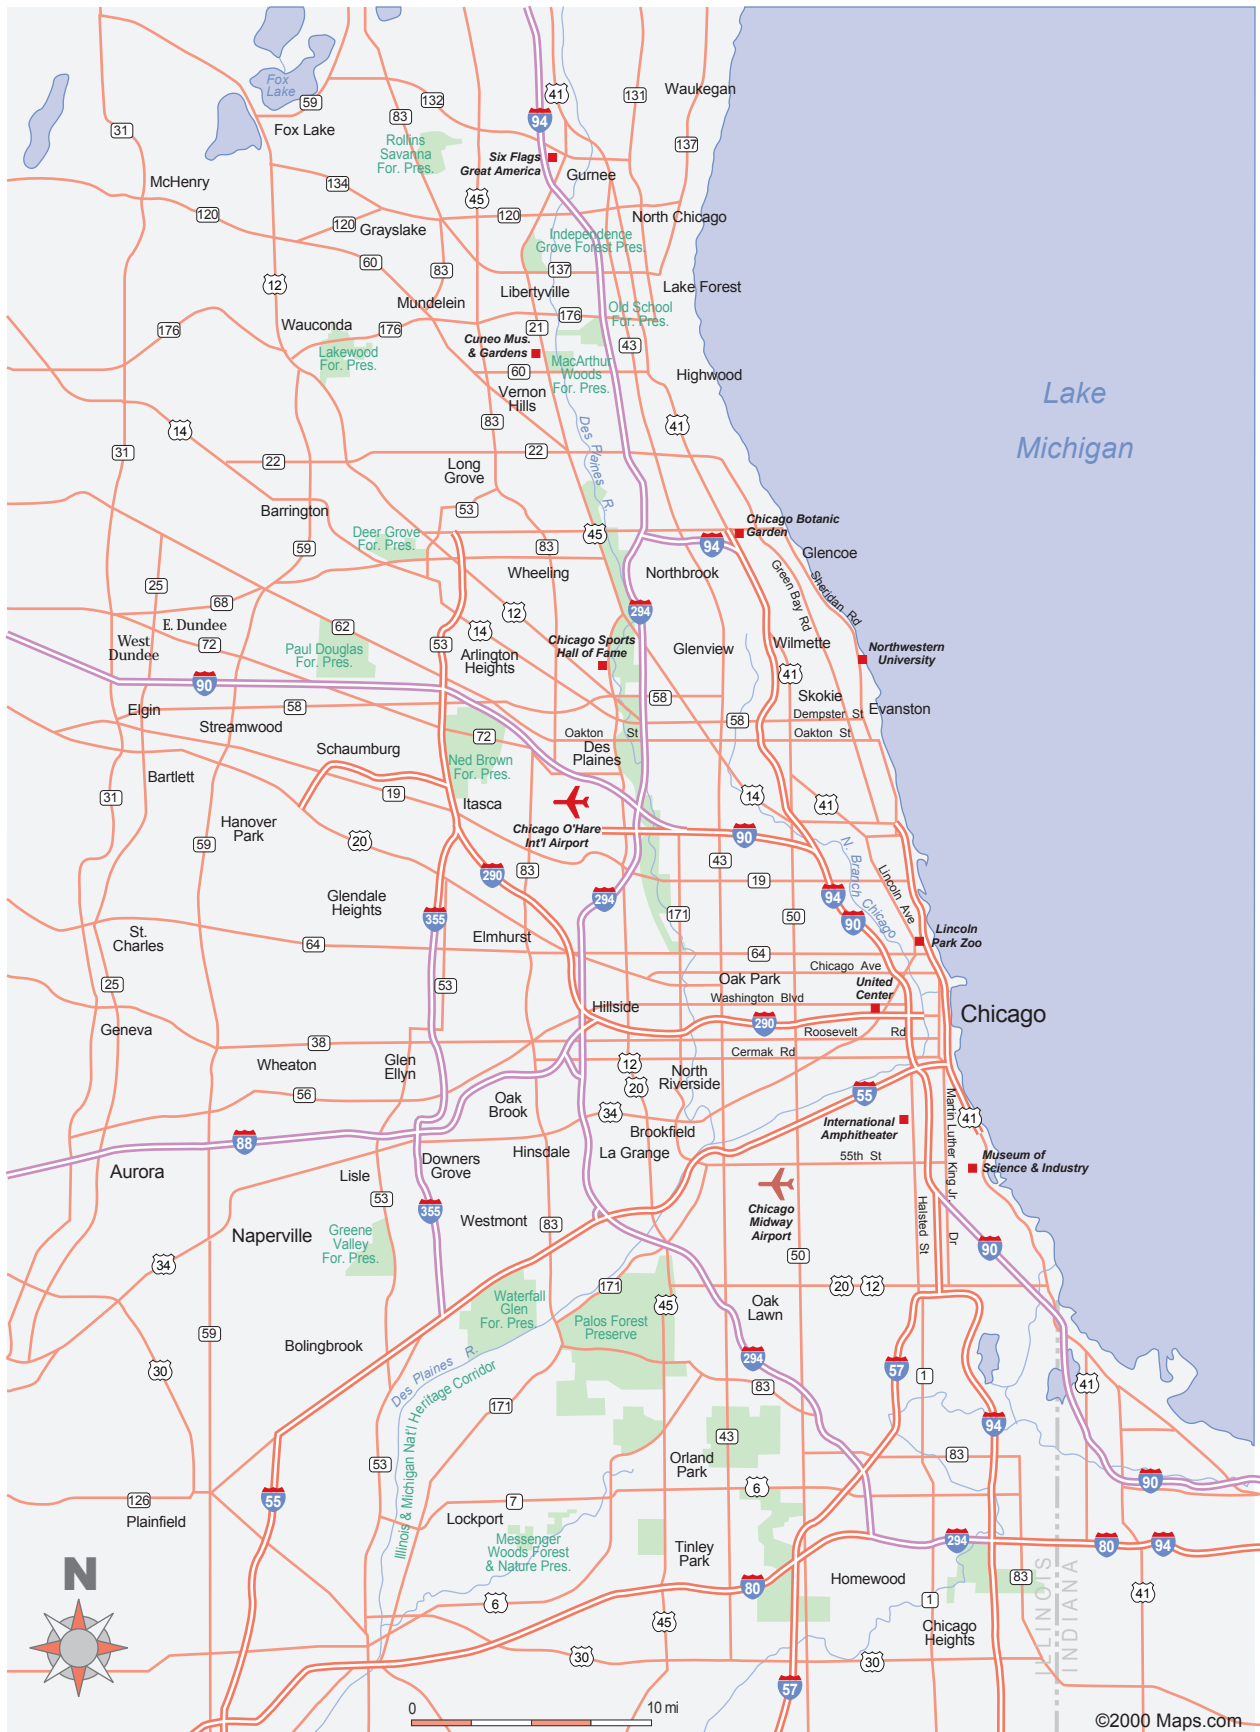 Fox
Lake
59
132
41
131
Waukegan
83
94
31
Fox Lake
137
Rollins
Savanna
For. Pres.
Six Flags
Great America
Gurnee
McHenry
134
45
120
120
120
North Chicago
Grayslake
Independence
Grove Forest Pres.
60
83
137
12
Libertyville
Lake Forest
Mundelein
Old School
For. Pres.
176
Wauconda
176
21
176
Cuneo Mus.
& Gardens
43
Lakewood
For. Pres.
MacArthur
Woods
For. Pres.
60
Highwood
Vernon
Hills
Lake
Michigan
14
83
41
31
22
22
Des Plaines R.
Long
Grove
Barrington
53
Chicago Botanic
Garden
Deer Grove
For. Pres.
45
59
83
94
Glencoe
Wheeling
Northbrook
25
68
Green Bay Rd
Sheridan Rd
12
294
E. Dundee
62
14
West
Dundee
72
53
Chicago Sports
Hall of Fame
Wilmette
Paul Douglas
For. Pres.
Arlington
Heights
Glenview
Northwestern
University
90
41
58
Skokie
Elgin
58
Dempster St
Evanston
Streamwood
58
Oakton St
Oakton St
72
Schaumburg
Des
Plaines
Ned Brown
For. Pres.
Bartlett
31
19
Itasca
14
41
Hanover
Park
Chicago O'Hare
Int'l Airport
90
59
20
N. Branch Chicago
43
290
83
19
Lincoln Ave
Glendale
Heights
294
94
355
171
50
90
St.
Charles
64
Elmhurst
Lincoln
Park Zoo
64
Chicago Ave
25
53
Oak Park
United
Center
Washington Blvd
Hillside
Chicago
Geneva
290
Roosevelt Rd
38
Cermak Rd
Wheaton
Glen
Ellyn
12
North
Riverside
20
56
Oak
Brook
55
34
Martin Luther King Jr. Dr
41
88
Brookfield
International
Amphitheater
Hinsdale
La Grange
55th St
Museum of
Science & Industry
Aurora
Lisle
Downers
Grove
53
355
Chicago
Midway
Airport
Halsted St
Westmont
83
Naperville
Greene
Valley
For. Pres.
90
34
50
171
20
12
Waterfall
Glen
For. Pres.
45
Oak
Lawn
Palos Forest
Preserve
59
Bolingbrook
30
Des Plaines R.
294
57
83
1
41
Illinois & Michigan Nat'l Heritage Corridor
171
94
43
53
Orland
Park
83
90
126
55
7
6
Plainfield
Lockport
Messenger
Woods Forest
& Nature Pres.
Tinley
Park
294
80
94
N
80
Homewood
83
ILLINOIS
INDIANA
6
1
41
45
Chicago
Heights
30
30
57
0
10 mi
©2000 Maps.com